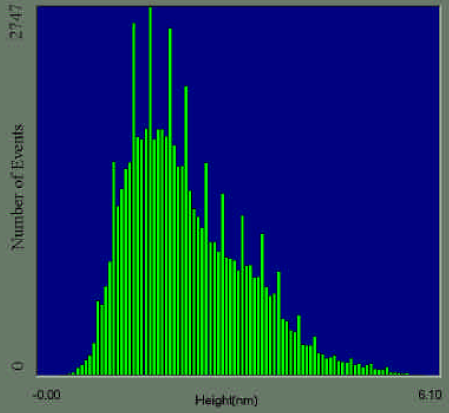 2747
Number of Events
0
-0.00
Height(nm)
6.10